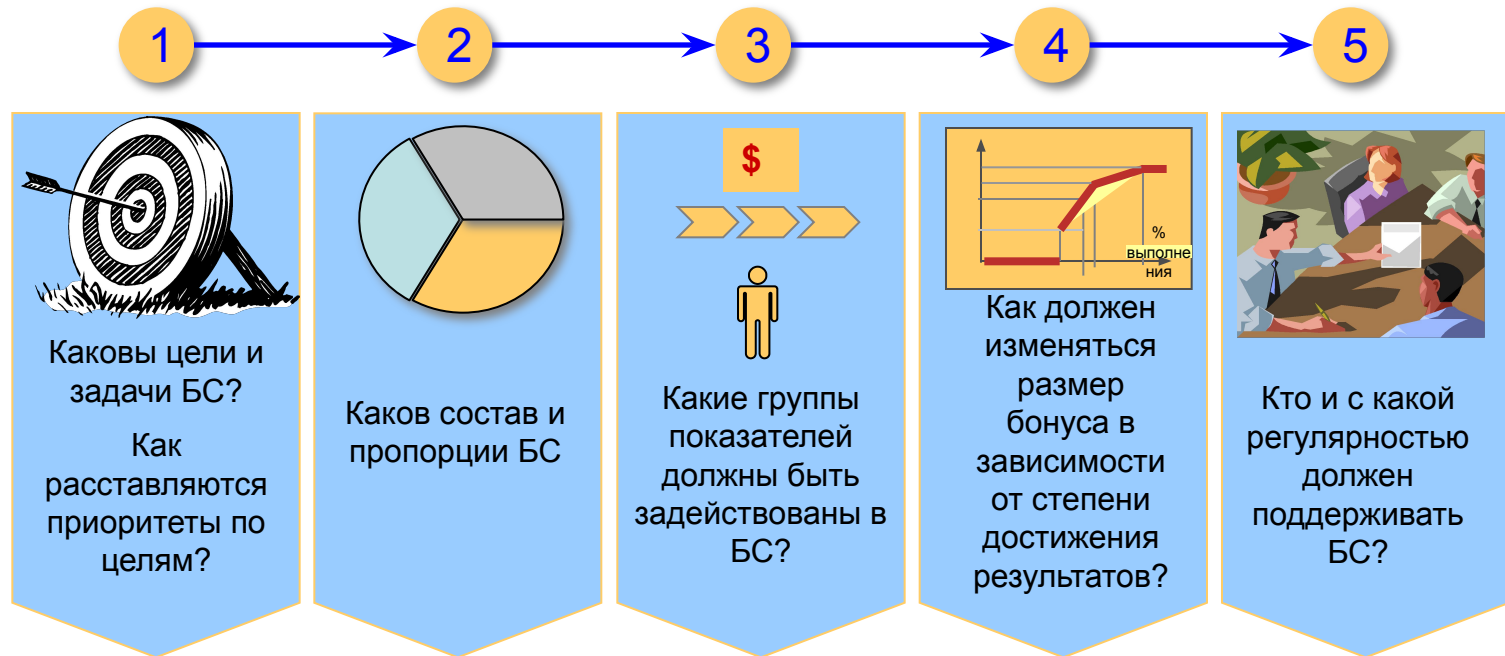 1
2
3
4
5
Каковы цели и
задачи БС?
Как
расставляются
приоритеты по
целям?
Каков состав и
пропорции БС
$
Какие группы
показателей
должны быть
задействованы в
БС?
%
выполне
ния
Как должен
изменяться
размер
бонуса в
зависимости
от степени
достижения
результатов?
Кто и с какой
регулярностью
должен
поддерживать
БС?